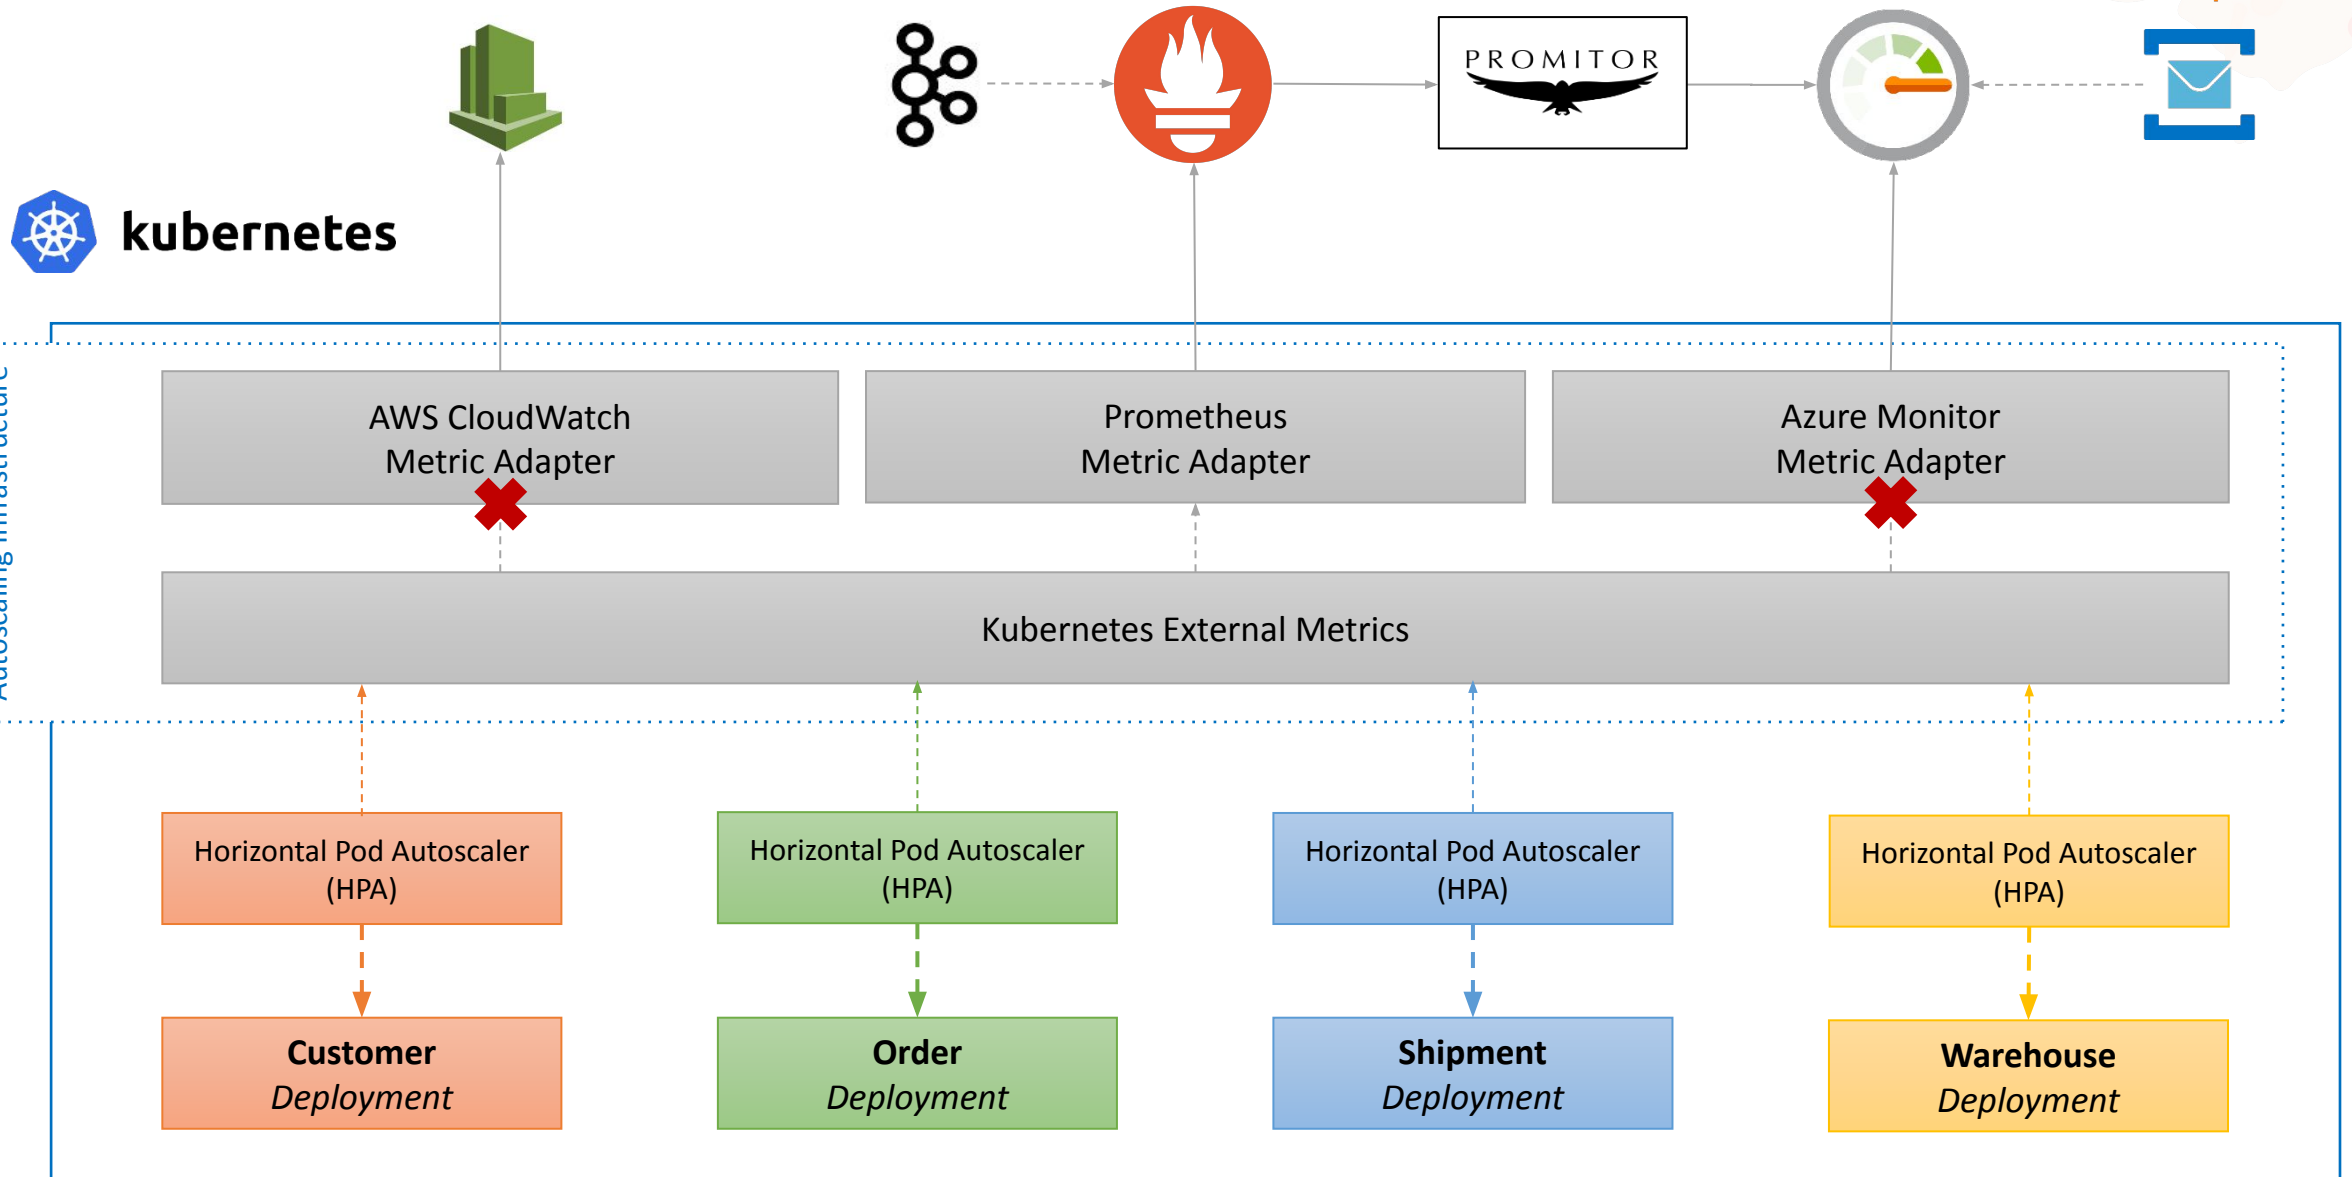 PROMITOR
kubernetes
Autoscaling Infrastructure
AWS CloudWatch
Metric Adapter
Prometheus
Metric Adapter
Azure Monitor
Metric Adapter
Kubernetes External Metrics
Horizontal Pod Autoscaler
(HPA)
Horizontal Pod Autoscaler
(HPA)
Horizontal Pod Autoscaler
(HPA)
Horizontal Pod Autoscaler
(HPA)
Customer
Deployment
Order
Deployment
Shipment
Deployment
Warehouse
Deployment